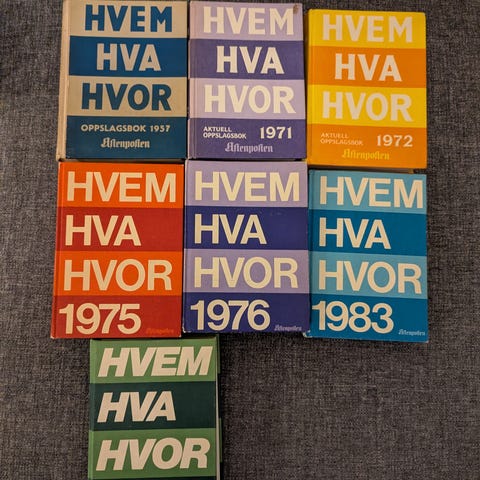 HVEM
HVA
HVOR
OPPSLAGSBOK 1957
Aftenposten
HVEM
HVA
HVOR
AKTUELL
OPPSLAGSBOK 1971
Aftenposten
HVEM
HVA
HVOR
AKTUELL
OPPSLAGSBOK 1972
Aftenposten
HVEM
HVA
HVOR
1975 Aftenposten
HVEM
HVA
HVOR
1976 Aftenposten
HVEM
HVA
HVOR
1983 Aftenposten
HVEM
HVA
HVOR